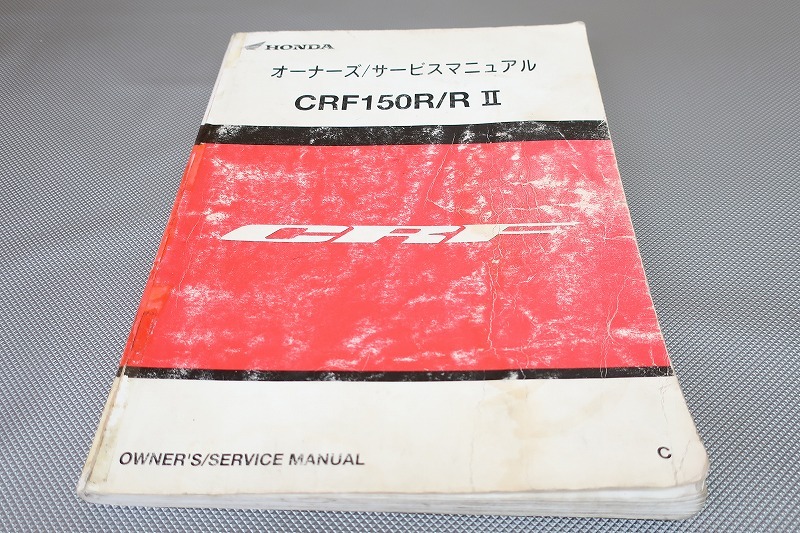 HONDA
オーナーズ/サービスマニュアル
CRF150R/R II
CRF
OWNER'S/SERVICE MANUAL
C